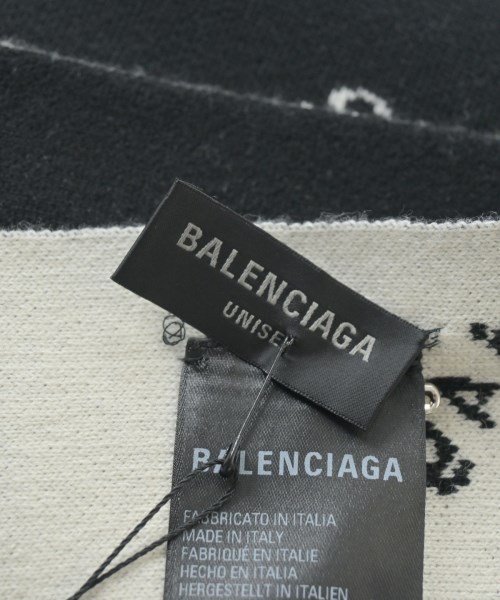 BALENCIAGA
UNISEX
BALENCIAGA
FABBRICATO IN ITALIA
MADE IN ITALY
FABRIQUÉ EN ITALIE
HECHO EN ITALIA
HERGESTELLT IN ITALIEN